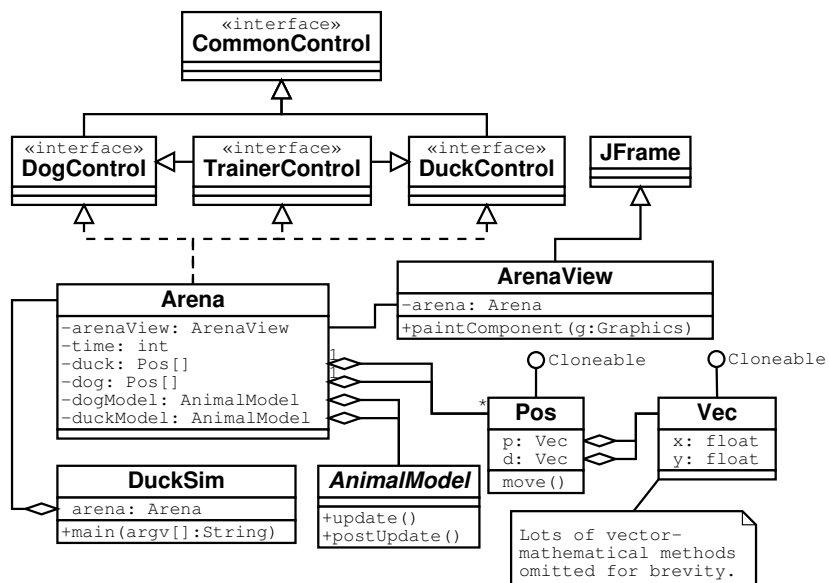 «interface»
CommonControl
«interface»
DogControl
«interface»
TrainerControl
«interface»
DuckControl
JFrame
ArenaView
-arena: Arena
+paintComponent(g:Graphics)
Arena
-arenaView: ArenaView
-time: int
-duck: Pos[]
-dog: Pos[]
-dogModel: AnimalModel
-duckModel: AnimalModel
1
1
*
Cloneable
Cloneable
Pos
p: Vec
d: Vec
move()
Vec
x: float
y: float
DuckSim
arena: Arena
+main(argv[]:String)
AnimalModel
+update()
+postUpdate()
Lots of vector-
mathematical methods
omitted for brevity.